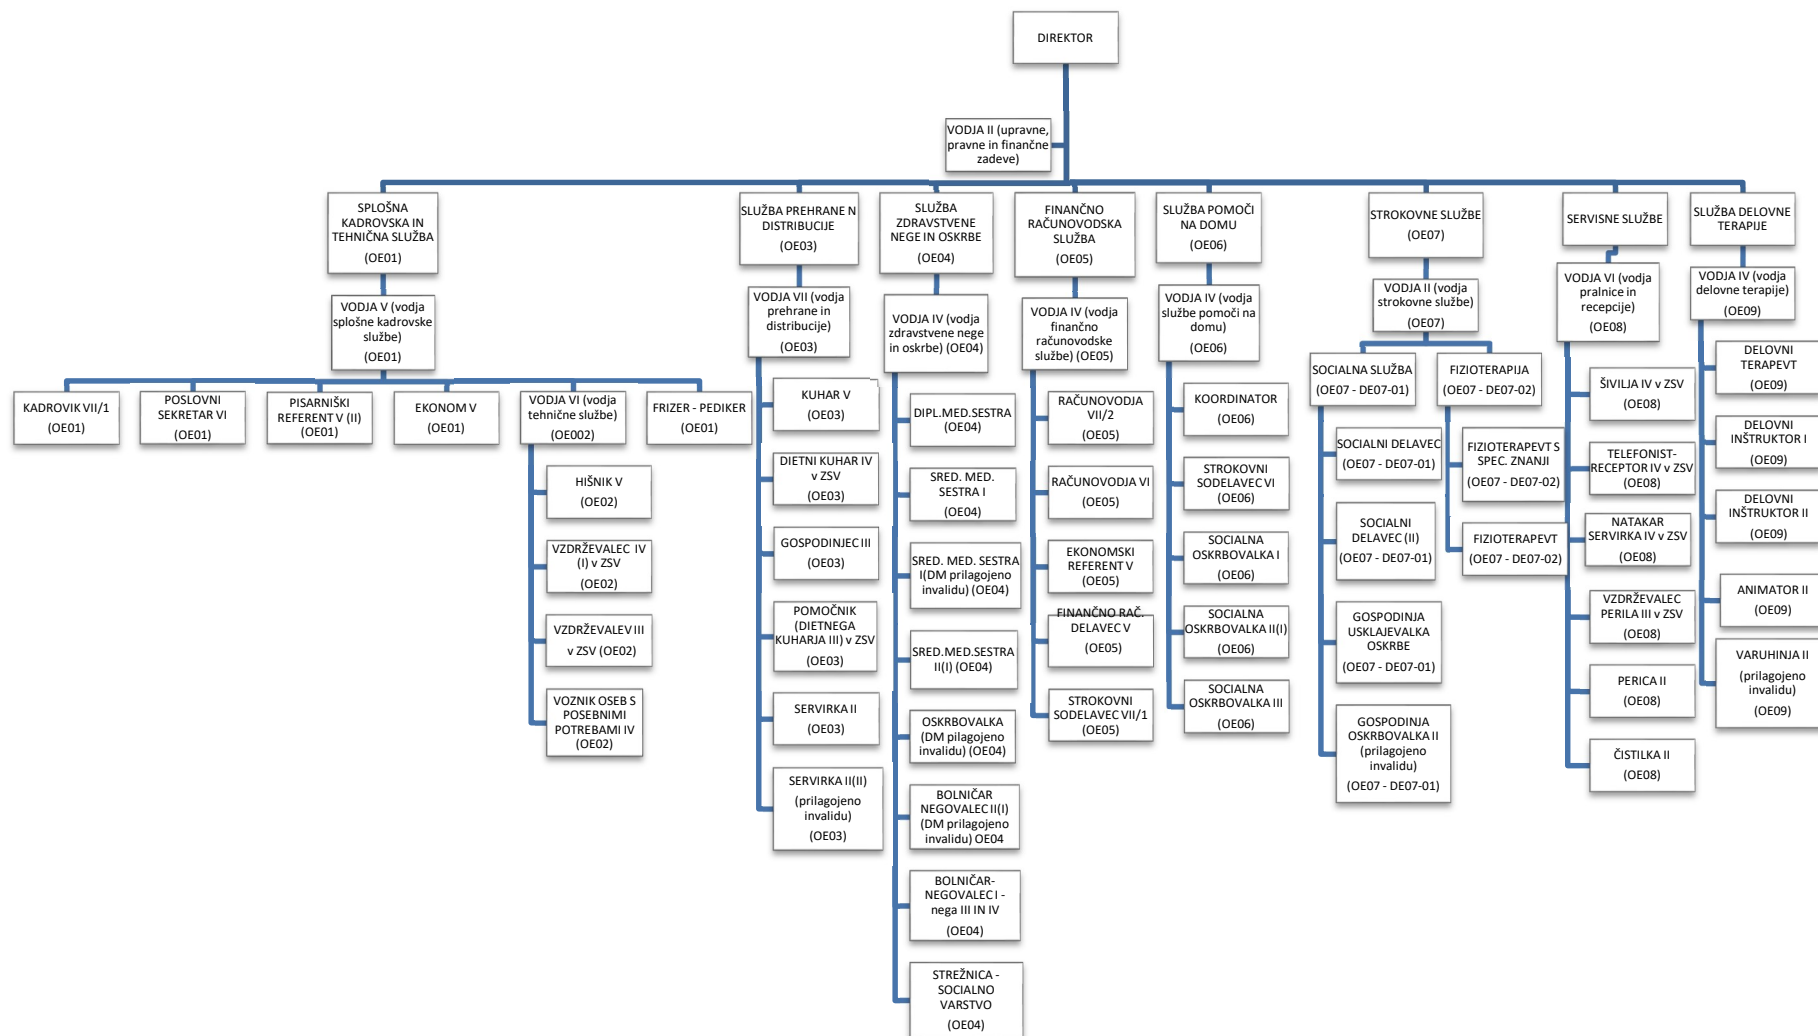 DIREKTOR
VODJA II (upravne,
pravne in finančne
zadeve)
SPLOŠNA
KADROVSKA IN
TEHNIČNA SLUŽBA
(OE01)
VODJA V (vodja
splošne kadrovske
službe)
(OE01)
KADROVIK VII/1
(OE01)
POSLOVNI
SEKRETAR VI
(OE01)
PISARNIŠKI
REFERENT V (II)
(OE01)
EKONOM V
(OE01)
VODJA VI (vodja
tehnične službe)
(OE002)
HIŠNIK V
(OE02)
VZDRŽEVALEC IV
(I) v ZSV
(OE02)
VZDRŽEVALEV III
v ZSV (OE02)
VOZNIK OSEB S
POSEBNIMI
POTREBAMI IV
(OE02)
FRIZER - PEDIKER
(OE01)
SLUŽBA PREHRANE N
DISTRIBUCIJE
(OE03)
VODJA VII (vodja
prehrane in
distribucije)
(OE03)
KUHAR V
(OE03)
DIETNI KUHAR IV
v ZSV
(OE03)
GOSPODINJEC III
(OE03)
POMOČNIK
(DIETNEGA
KUHARJA III) v ZSV
(OE03)
SERVIRKA II
(OE03)
SERVIRKA II(II)
(prilagojeno
invalidu)
(OE03)
SLUŽBA
ZDRAVSTVENE
NEGE IN OSKRBE
(OE04)
VODJA IV (vodja
zdravstvene nege
in oskrbe) (OE04)
DIPL.MED.SESTRA
(OE04)
SRED. MED.
SESTRA I
(OE04)
SRED. MED. SESTRA
I(DM prilagojeno
invalidu) (OE04)
SRED.MED.SESTRA
II(I) (OE04)
OSKRBOVALKA
(DM pilagojeno
invalidu) (OE04)
BOLNIČAR
NEGOVALEC II(I)
(DM prilagojeno
invalidu) OE04
BOLNIČAR-
NEGOVALEC I -
nega III IN IV
(OE04)
STREŽNICA -
SOCIALNO
VARSTVO
(OE04)
FINANČNO
RAČUNOVODSKA
SLUŽBA
(OE05)
VODJA IV (vodja
finančno
računovodske
službe) (OE05)
RAČUNOVODJA
VII/2
(OE05)
RAČUNOVODJA VI
(OE05)
EKONOMSKI
REFERENT V
(OE05)
FINANČNO RAČ.
DELAVEC V
(OE05)
STROKOVNI
SODELAVEC VII/1
(OE05)
SLUŽBA POMOČI
NA DOMU
(OE06)
VODJA IV (vodja
službe pomoči na
domu)
(OE06)
KOORDINATOR
(OE06)
STROKOVNI
SODELAVEC VI
(OE06)
SOCIALNA
OSKRBOVALKA I
(OE06)
SOCIALNA
OSKRBOVALKA II(I)
(OE06)
SOCIALNA
OSKRBOVALKA III
(OE06)
STROKOVNE SLUŽBE
(OE07)
VODJA II (vodja
strokovne službe)
(OE07)
SOCIALNA SLUŽBA
(OE07 - DE07-01)
SOCIALNI DELAVEC
(OE07 - DE07-01)
SOCIALNI
DELAVEC (II)
(OE07 - DE07-01)
GOSPODINJA
USKLAJEVALKA
OSKRBE
(OE07 - DE07-01)
GOSPODINJA
OSKRBOVALKA II
(prilagojeno
invalidu)
(OE07 - DE07-01)
FIZIOTERAPIJA
(OE07 - DE07-02)
FIZIOTERAPEVT S
SPEC. ZNANJI
(OE07 - DE07-02)
FIZIOTERAPEVT
(OE07 - DE07-02)
SERVISNE SLUŽBE
VODJA VI (vodja
pralnice in
recepcije)
(OE08)
ŠIVILJA IV v ZSV
(OE08)
TELEFONIST-
RECEPTOR IV v ZSV
(OE08)
NATAKAR
SERVIRKA IV v ZSV
(OE08)
VZDRŽEVALEC
PERILA III v ZSV
(OE08)
PERICA II
(OE08)
ČISTILKA II
(OE08)
SLUŽBA DELOVNE
TERAPIJE
VODJA IV (vodja
delovne terapije)
(OE09)
DELOVNI
TERAPEVT
(OE09)
DELOVNI
INŠTRUKTOR I
(OE09)
DELOVNI
INŠTRUKTOR II
(OE09)
ANIMATOR II
(OE09)
VARUHINJA II
(prilagojeno
invalidu)
(OE09)